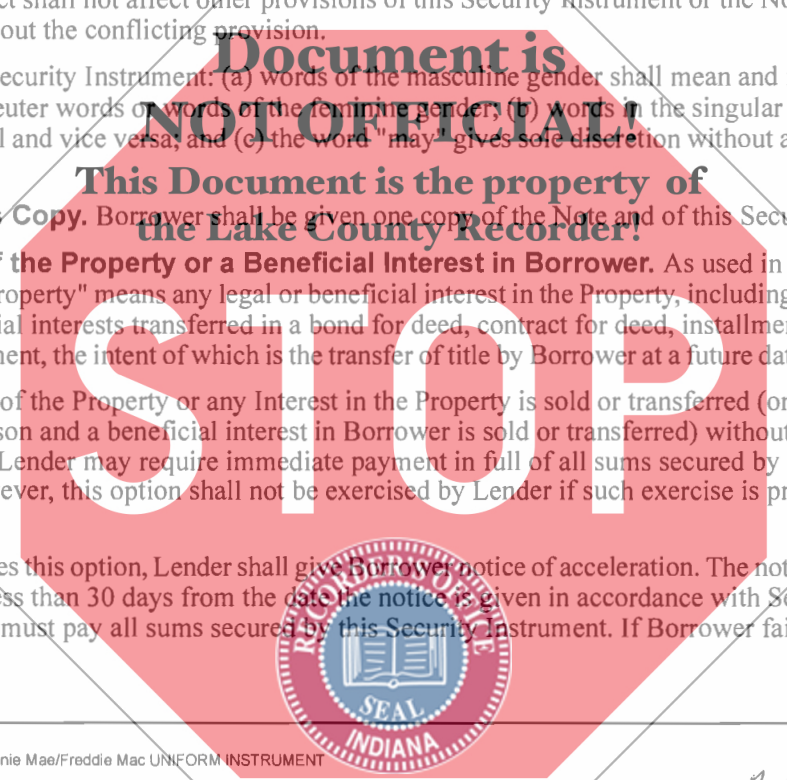 ct shall not affect other provisions of this Security Instrument or the No
out the conflicting provision.
Document is
ecurity Instrument: (a) words of the masculine gender shall mean and
euter words or words of the feminine gender; (b) words in the singular
NOT OFFICIAL!
l and vice versa; and (c) the word "may" gives sole discretion without a
This Document is the property of
s Copy. Borrower shall be given one copy of the Note and of this Secu
the Lake County Recorder!
f the Property or a Beneficial Interest in Borrower. As used in
roperty" means any legal or beneficial interest in the Property, including
ial interests transferred in a bond for deed, contract for deed, installme
ment, the intent of which is the transfer of title by Borrower at a future dat
STOP
of the Property or any Interest in the Property is sold or transferred (or
son and a beneficial interest in Borrower is sold or transferred) without
Lender may require immediate payment in full of all sums secured by
ever, this option shall not be exercised by Lender if such exercise is pr
es this option, Lender shall give Borrower notice of acceleration. The not
ess than 30 days from the date the notice is given in accordance with Se
must pay all sums secured by this Security Instrument. If Borrower fai
RECORDER'S OFFICE
SEAL
INDIANA
nie Mae/Freddie Mac UNIFORM INSTRUMENT